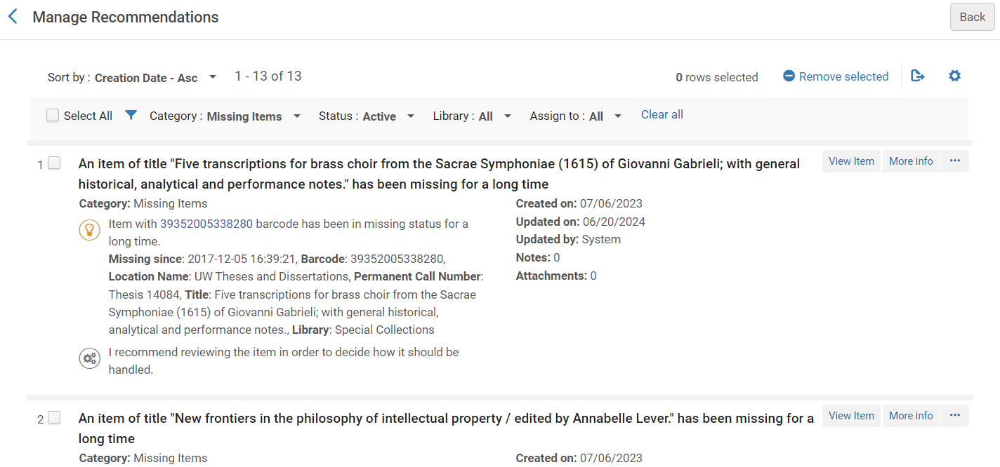 Manage Recommendations
Back
Sort by : Creation Date - Asc
1 - 13 of 13
0 rows selected
Remove selected
Select All
Category : Missing Items
Status : Active
Library : All
Assign to : All
Clear all
1
An item of title "Five transcriptions for brass choir from the Sacrae Symphoniae (1615) of Giovanni Gabrieli; with general
historical, analytical and performance notes." has been missing for a long time
View Item
More info
...
Category: Missing Items
Item with 39352005338280 barcode has been in missing status for a
long time.
Missing since: 2017-12-05 16:39:21, Barcode: 39352005338280,
Location Name: UW Theses and Dissertations, Permanent Call Number:
Thesis 14084, Title: Five transcriptions for brass choir from the Sacrae
Symphoniae (1615) of Giovanni Gabrieli; with general historical,
analytical and performance notes., Library: Special Collections
I recommend reviewing the item in order to decide how it should be
handled.
Created on: 07/06/2023
Updated on: 06/20/2024
Updated by: System
Notes: 0
Attachments: 0
2
An item of title "New frontiers in the philosophy of intellectual property / edited by Annabelle Lever." has been missing for a
long time
View Item
More info
...
Category: Missing Items
Created on: 07/06/2023